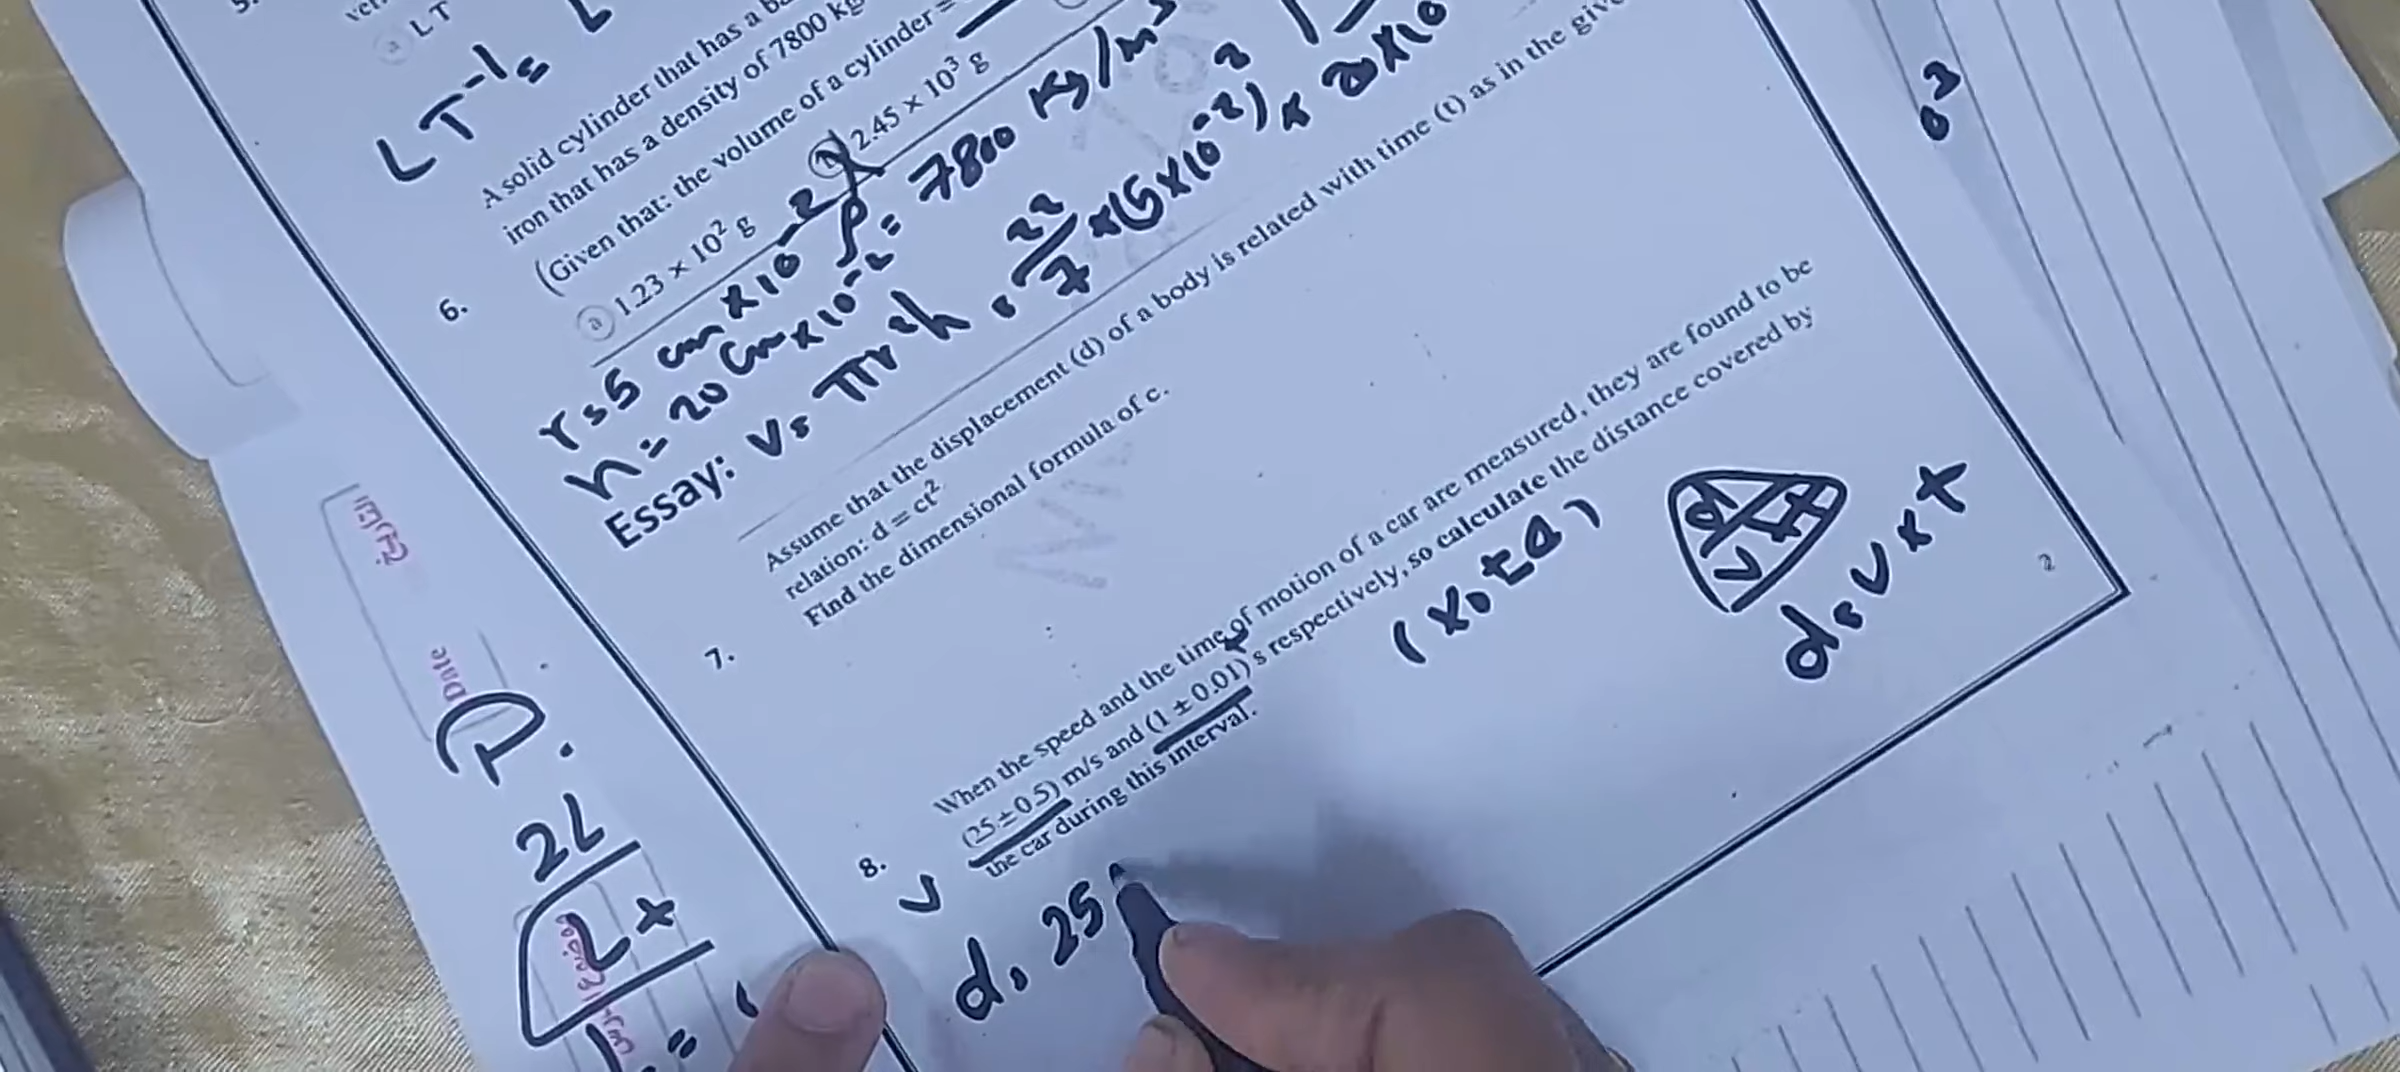 5.
ⓐ LT
LT⁻¹ =
6.
A solid cylinder that has a
iron that has a density of 7800
(Given that: the volume of a cylinder =
ⓐ 1.23 × 10² g
2.45 × 10³ g
r = 5 cm × 10⁻²
ρ = 7800 Kg/m³
h = 20 cm × 10⁻²
Essay:
V = πr²h = 22/7 × (5×10⁻²)² × 20×10
7.
Assume that the displacement (d) of a body is related with time (t) as in the
relation: d = ct²
Find the dimensional formula of c.
8.
When the speed and the time of motion of a car are measured, they are found to be
(25 ± 0.5) m/s and (1 ± 0.01) s respectively, so calculate the distance covered by
the car during this interval.
v
(X₀ ± Δ)
d
v t
d = v × t
d = 25
2
03
Date
2L